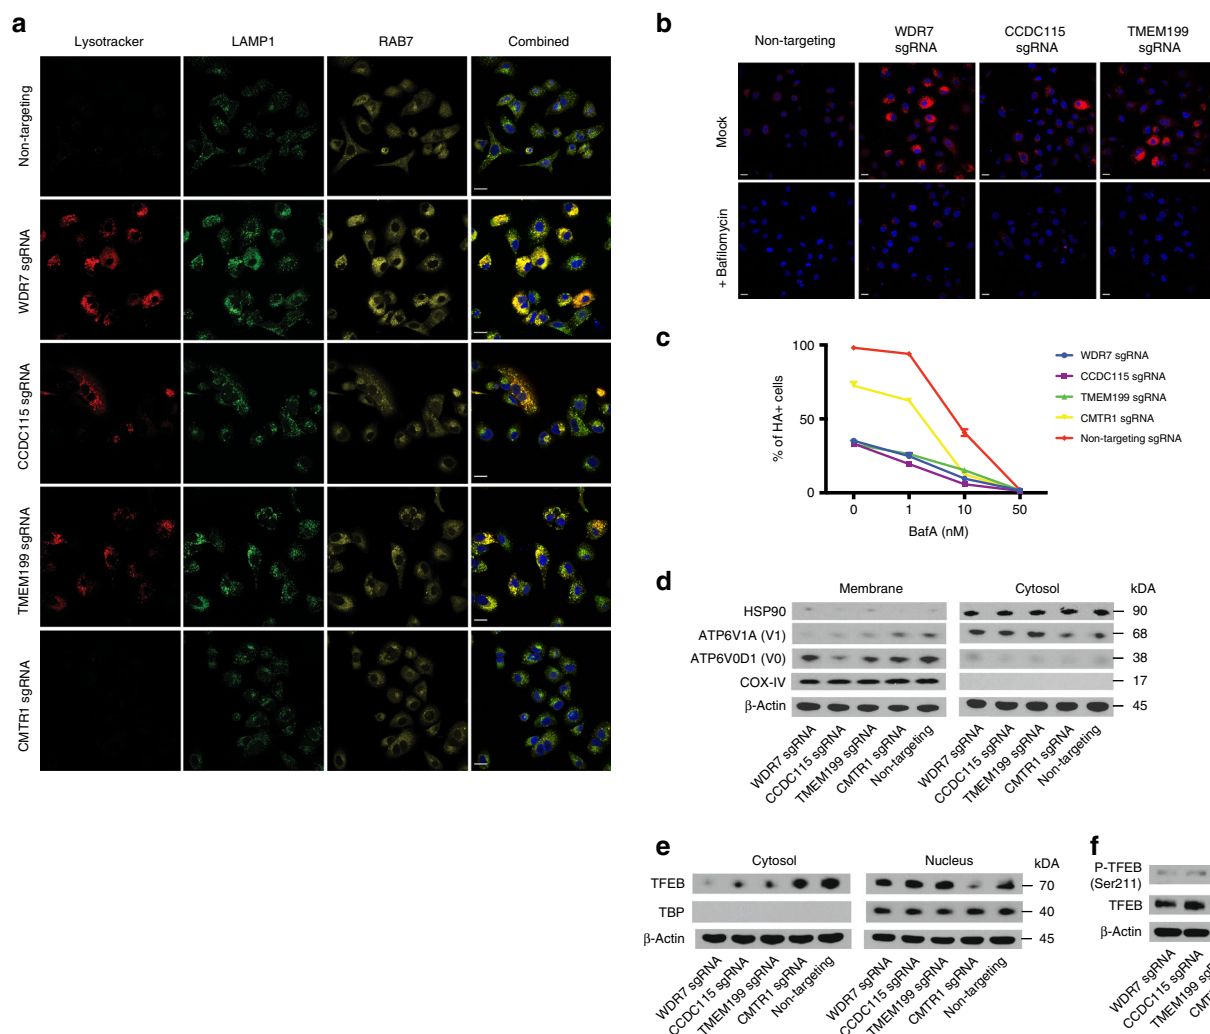 a
Lysotracker LAMP1 RAB7 Combined
Non-targeting
WDR7 sgRNA
CCDC115 sgRNA
TMEM199 sgRNA
CMTR1 sgRNA
b
Non-targeting WDR7 sgRNA CCDC115 sgRNA TMEM199 sgRNA
Mock
+ Bafilomycin
c
% of HA+ cells
100
50
0
0 1 10 50
BafA (nM)
WDR7 sgRNA
CCDC115 sgRNA
TMEM199 sgRNA
CMTR1 sgRNA
Non-targeting sgRNA
d
Membrane Cytosol kDA
HSP90 90
ATP6V1A (V1) 68
ATP6V0D1 (V0) 38
COX-IV 17
β-Actin 45
WDR7 sgRNA CCDC115 sgRNA TMEM199 sgRNA CMTR1 sgRNA Non-targeting WDR7 sgRNA CCDC115 sgRNA TMEM199 sgRNA CMTR1 sgRNA Non-targeting
e
Cytosol Nucleus kDA
TFEB 70
TBP 40
β-Actin 45
WDR7 sgRNA CCDC115 sgRNA TMEM199 sgRNA CMTR1 sgRNA Non-targeting WDR7 sgRNA CCDC115 sgRNA TMEM199 sgRNA CMTR1 sgRNA Non-targeting
f
P-TFEB
(Ser211)
TFEB
β-Actin
WDR7 sgRNA CCDC115 sgRNA TMEM199 sgR